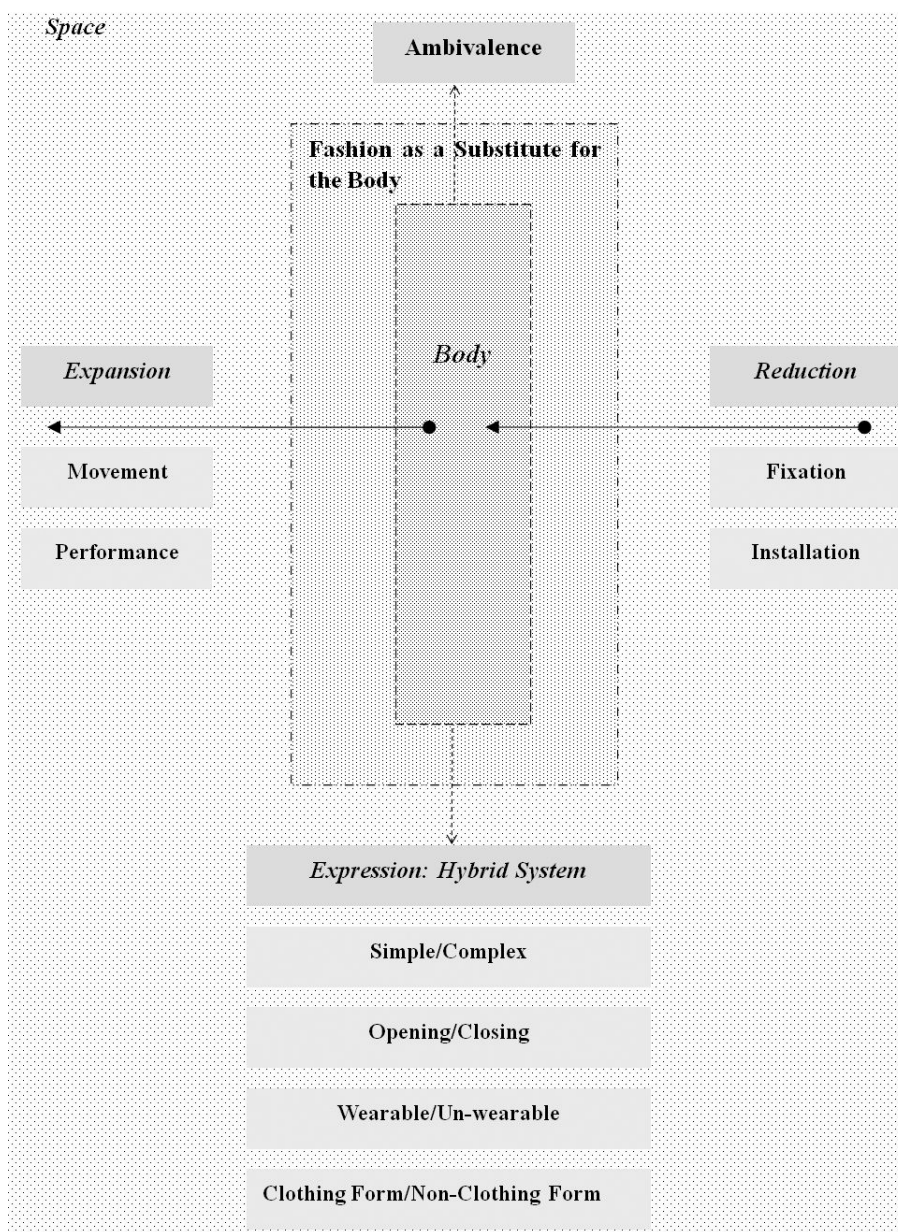 Space
Ambivalence
Fashion as a Substitute for
the Body
Body
Expansion
Reduction
Movement
Fixation
Performance
Installation
Expression: Hybrid System
Simple/Complex
Opening/Closing
Wearable/Un-wearable
Clothing Form/Non-Clothing Form